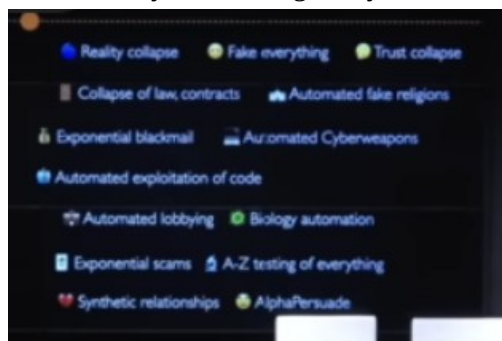 Reality collapse Fake everything Trust collapse
Collapse of law, contracts Automated fake religions
Exponential blackmail Automated Cyberweapons
Automated exploitation of code
Automated lobbying Biology automation
Exponential scams A-Z testing of everything
Synthetic relationships AlphaPersuade